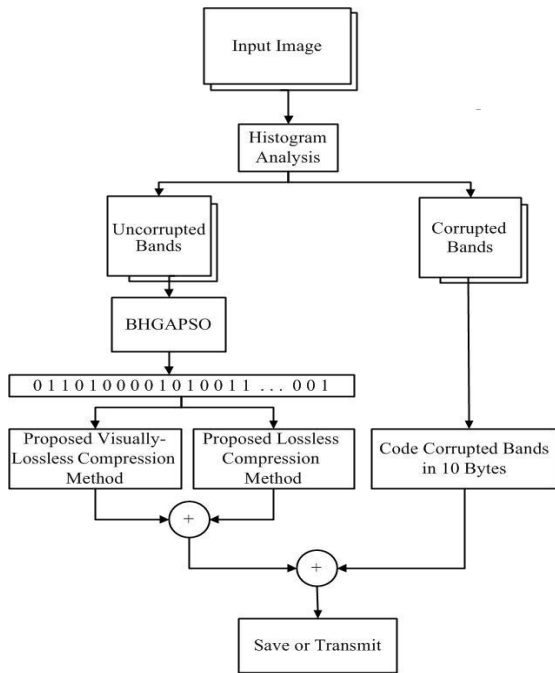 Input Image
Histogram
Analysis
Uncorrupted
Bands
Corrupted
Bands
BHGAPSO
0 1 1 0 1 0 0 0 0 1 0 1 0 0 1 1 ... 0 0 1
Proposed Visually-
Lossless Compression
Method
Proposed Lossless
Compression
Method
Code Corrupted Bands
in 10 Bytes
+
+
Save or Transmit